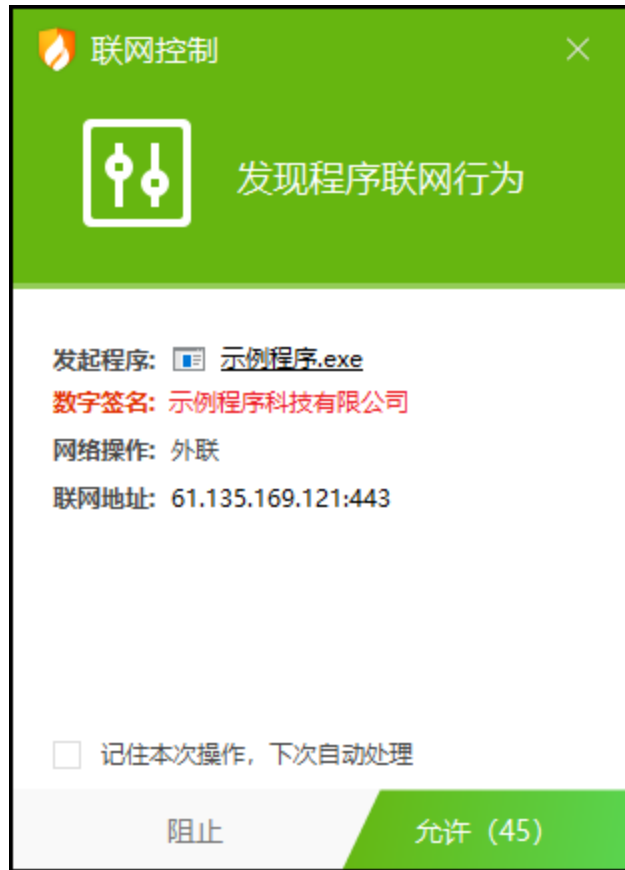 联网控制
发现程序联网行为
发起程序: 示例程序.exe
数字签名: 示例程序科技有限公司
网络操作: 外联
联网地址: 61.135.169.121:443
记住本次操作，下次自动处理
阻止
允许（45）